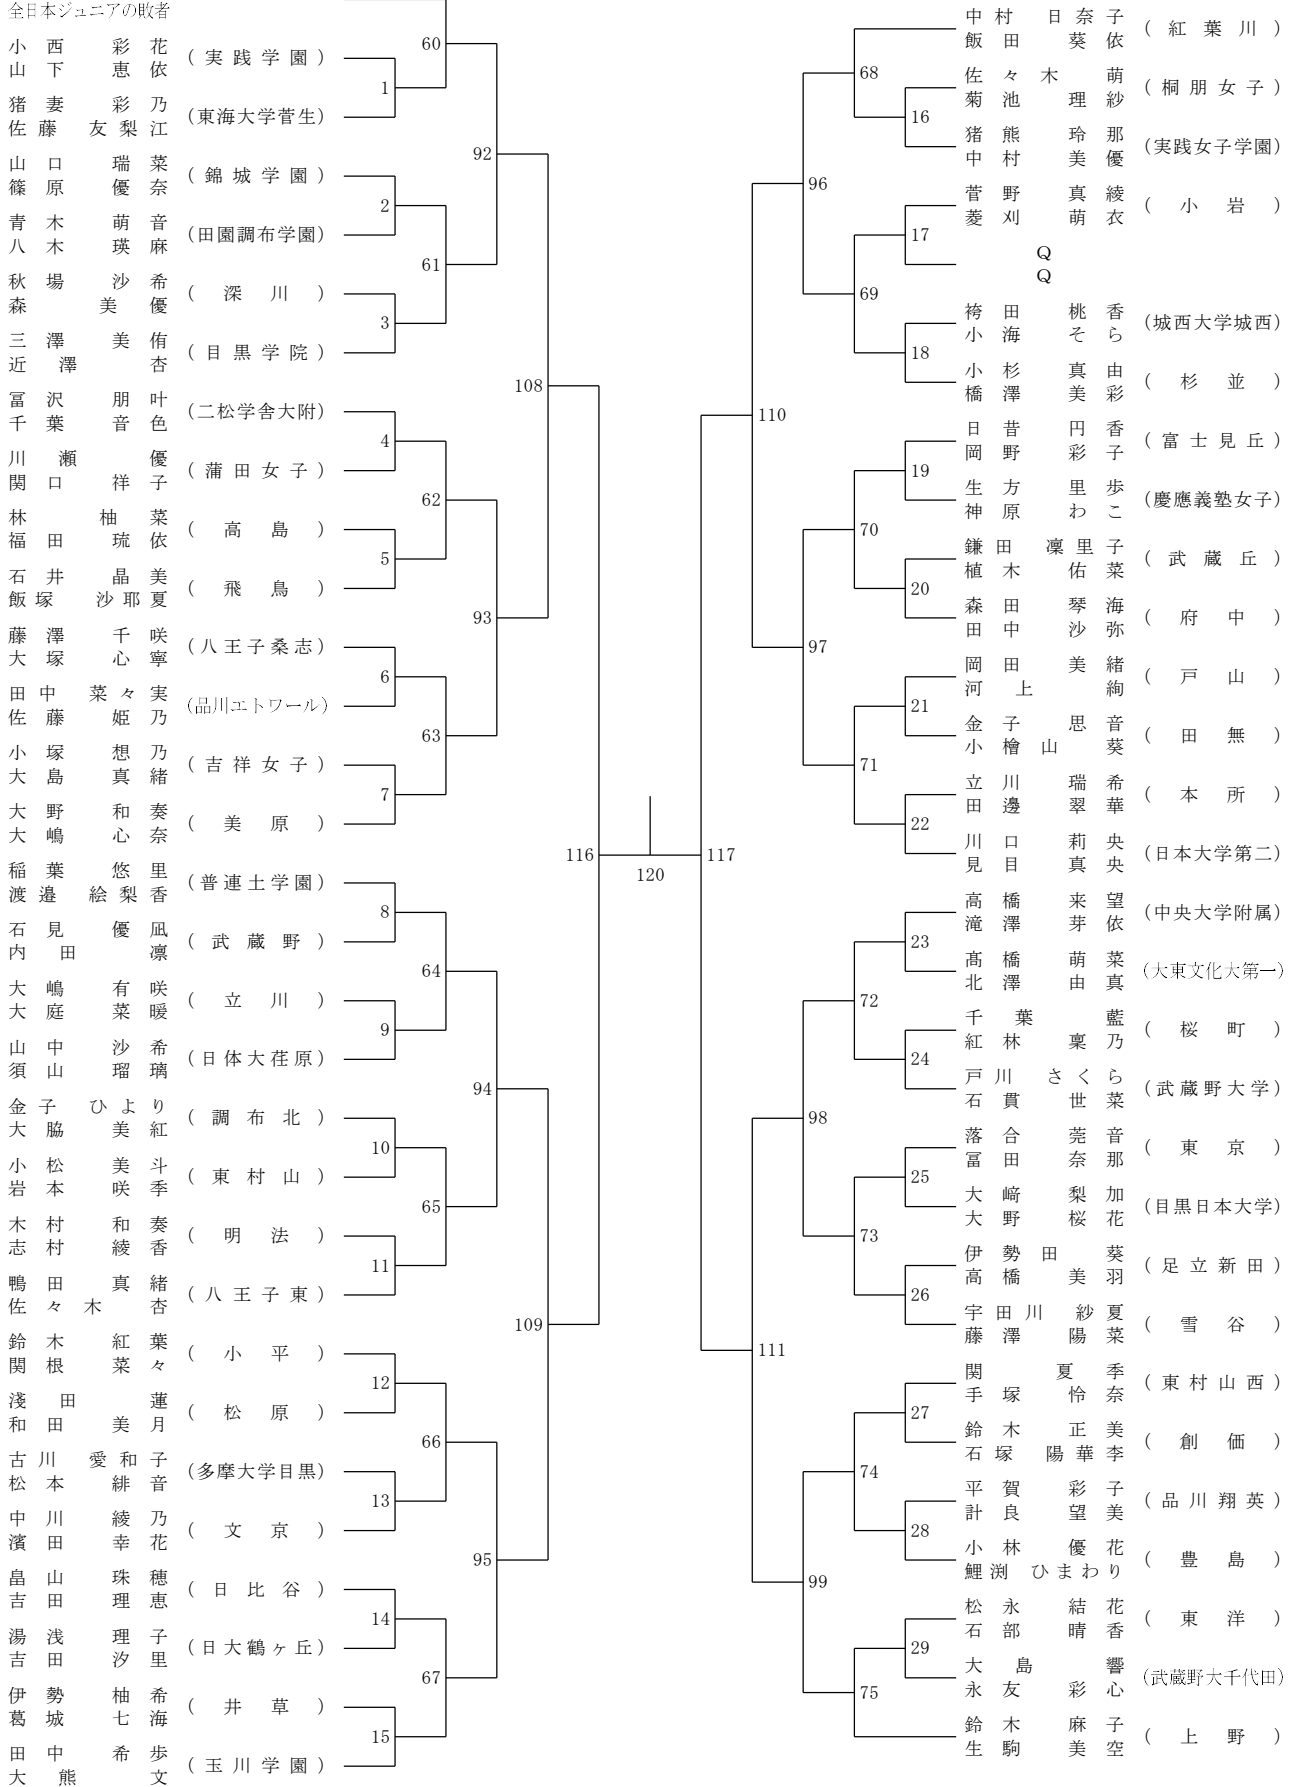 全日本ジュニアの敗者
小西 彩花
山下 恵依
(実践学園)
猪妻 彩乃
佐藤 友梨江
(東海大学菅生)
山口 瑞菜
篠原 優奈
(錦城学園)
青木 萌音
八木 瑛麻
(田園調布学園)
秋場 沙希
森 美優
(深川)
三澤 美侑
近澤 杏
(目黒学院)
冨沢 朋叶
千葉 音色
(二松学舎大附)
川瀬 優
関口 祥子
(蒲田女子)
林 柚菜
福田 琉依
(高島)
石井 晶美
飯塚 沙耶夏
(飛鳥)
藤澤 千咲
大塚 心寧
(八王子桑志)
田中 菜々実
佐藤 姫乃
(品川エトワール)
小塚 想乃
大島 真緒
(吉祥女子)
大野 和奏
大嶋 心奈
(美原)
稲葉 悠里
渡邉 絵梨香
(普連土学園)
石見 優凪
内田 凛
(武蔵野)
大嶋 有咲
大庭 菜暖
(立川)
山中 沙希
須山 瑠璃
(日体大荏原)
金子 ひより
大脇 美紅
(調布北)
小松 美斗
岩本 咲季
(東村山)
木村 和奏
志村 綾香
(明法)
鴨田 真緒
佐々木 杏
(八王子東)
鈴木 紅葉
関根 菜々
(小平)
淺田 蓮
和田 美月
(松原)
古川 愛和子
松本 緋音
(多摩大学目黒)
中川 綾乃
濱田 幸花
(文京)
畠山 珠穂
吉田 理恵
(日比谷)
湯浅 理子
吉田 汐里
(日大鶴ヶ丘)
伊勢 柚希
葛城 七海
(井草)
田中 希歩
大熊 文
(玉川学園)
1
2
3
4
5
6
7
8
9
10
11
12
13
14
15
60
61
62
63
64
65
66
67
92
93
94
95
108
109
116
120
117
110
111
96
97
98
99
68
69
70
71
72
73
74
75
16
17
18
19
20
21
22
23
24
25
26
27
28
29
中村 日奈子
飯田 葵依
(紅葉川)
佐々木 萌
菊池 理紗
(桐朋女子)
猪熊 玲那
中村 美優
(実践女子学園)
菅野 真綾
菱刈 萌衣
(小岩)
Q
Q
袴田 桃香
小海 そら
(城西大学城西)
小杉 真由
橋澤 美彩
(杉並)
日昔 円香
岡野 彩子
(富士見丘)
生方 里歩
神原 わこ
(慶應義塾女子)
鎌田 凜里子
植木 佑菜
(武蔵丘)
森田 琴海
田中 沙弥
(府中)
岡田 美緒
河上 絢
(戸山)
金子 思音
小檜山 葵
(田無)
立川 瑞希
田邊 翠華
(本所)
川口 莉央
見目 真央
(日本大学第二)
高橋 来望
滝澤 芽依
(中央大学附属)
髙橋 萌菜
北澤 由真
(大東文化大第一)
千葉 藍
紅林 稟乃
(桜町)
戸川 さくら
石貫 世菜
(武蔵野大学)
落合 莞音
冨田 奈那
(東京)
大﨑 梨加
大野 桜花
(目黒日本大学)
伊勢田 葵
高橋 美羽
(足立新田)
宇田川 紗夏
藤澤 陽菜
(雪谷)
関 夏季
手塚 怜奈
(東村山西)
鈴木 正美
石塚 陽華李
(創価)
平賀 彩子
計良 望美
(品川翔英)
小林 優花
鯉渕 ひまわり
(豊島)
松永 結花
石部 晴香
(東洋)
大島 響
永友 彩心
(武蔵野大千代田)
鈴木 麻子
生駒 美空
(上野)